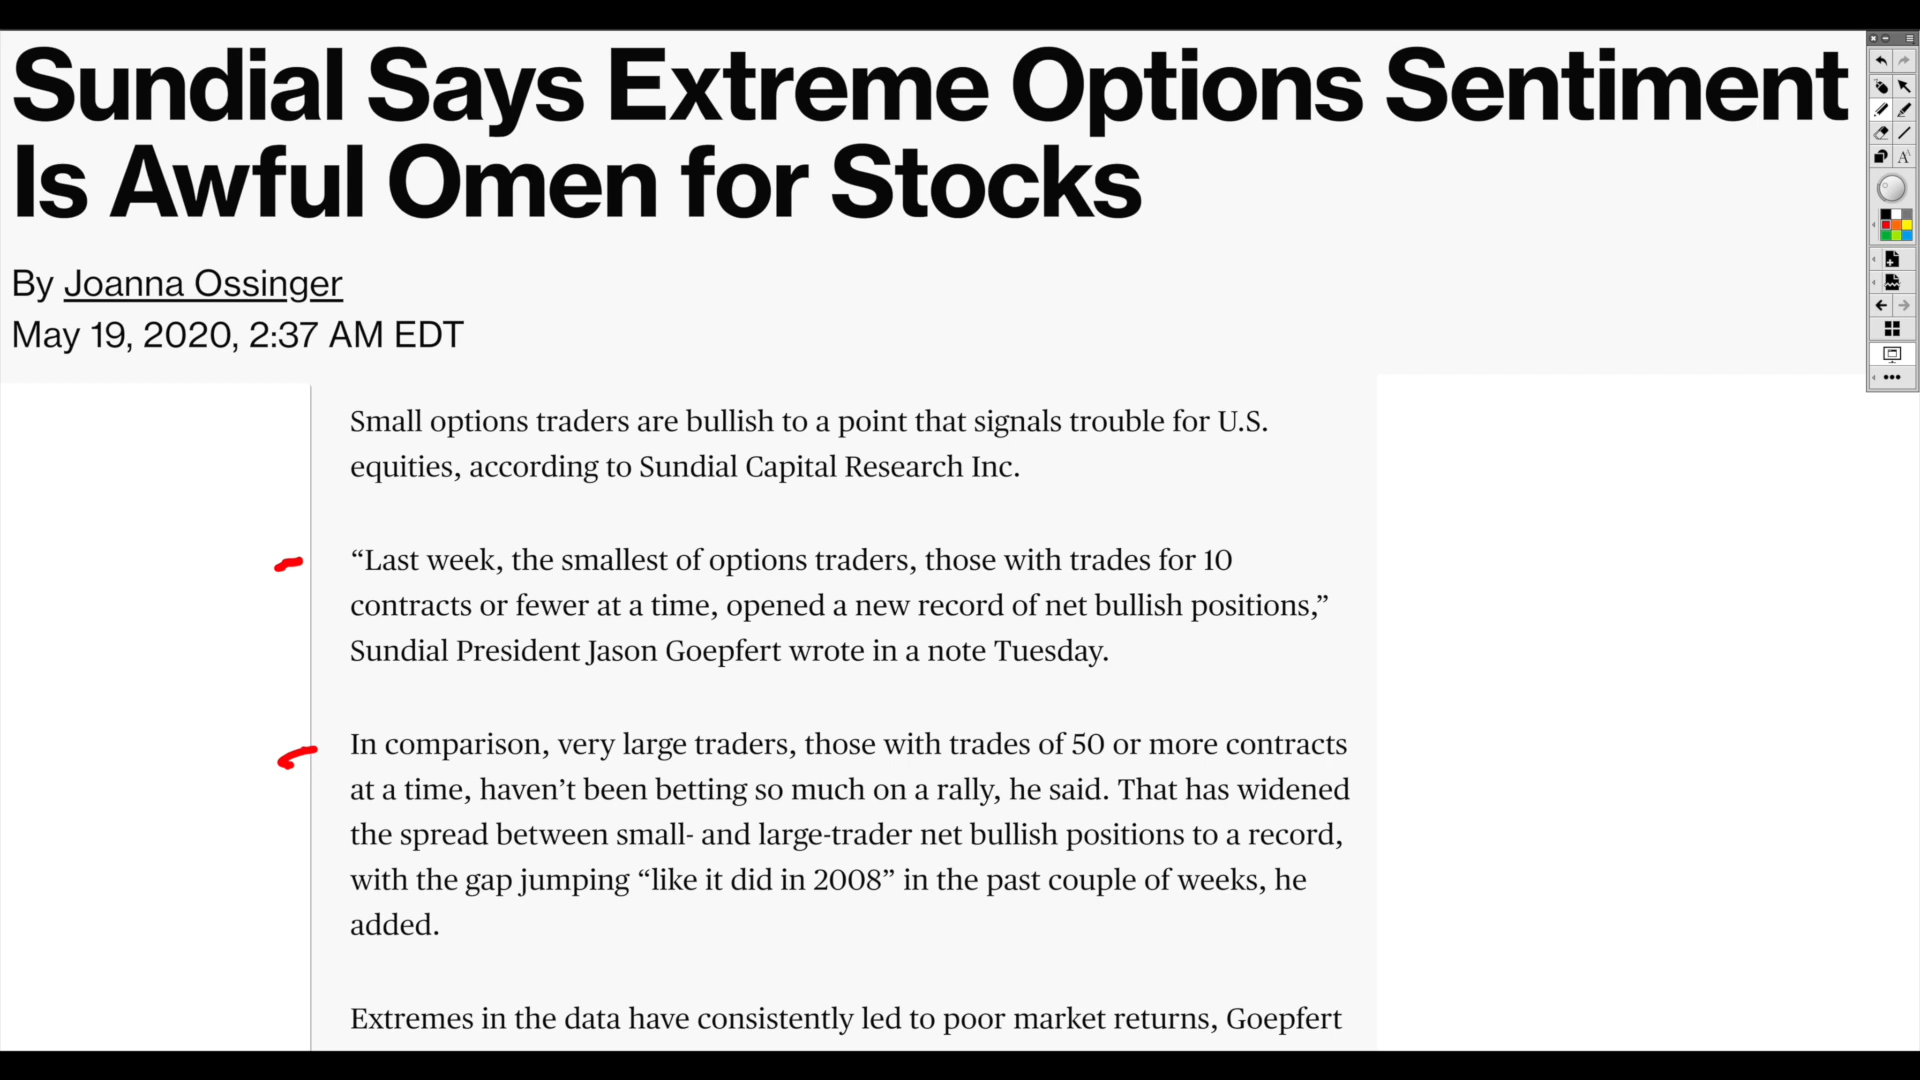 Sundial Says Extreme Options Sentiment
Is Awful Omen for Stocks
By Joanna Ossinger
May 19, 2020, 2:37 AM EDT
Small options traders are bullish to a point that signals trouble for U.S.
equities, according to Sundial Capital Research Inc.
“Last week, the smallest of options traders, those with trades for 10
contracts or fewer at a time, opened a new record of net bullish positions,”
Sundial President Jason Goepfert wrote in a note Tuesday.
In comparison, very large traders, those with trades of 50 or more contracts
at a time, haven’t been betting so much on a rally, he said. That has widened
the spread between small- and large-trader net bullish positions to a record,
with the gap jumping “like it did in 2008” in the past couple of weeks, he
added.
Extremes in the data have consistently led to poor market returns, Goepfert